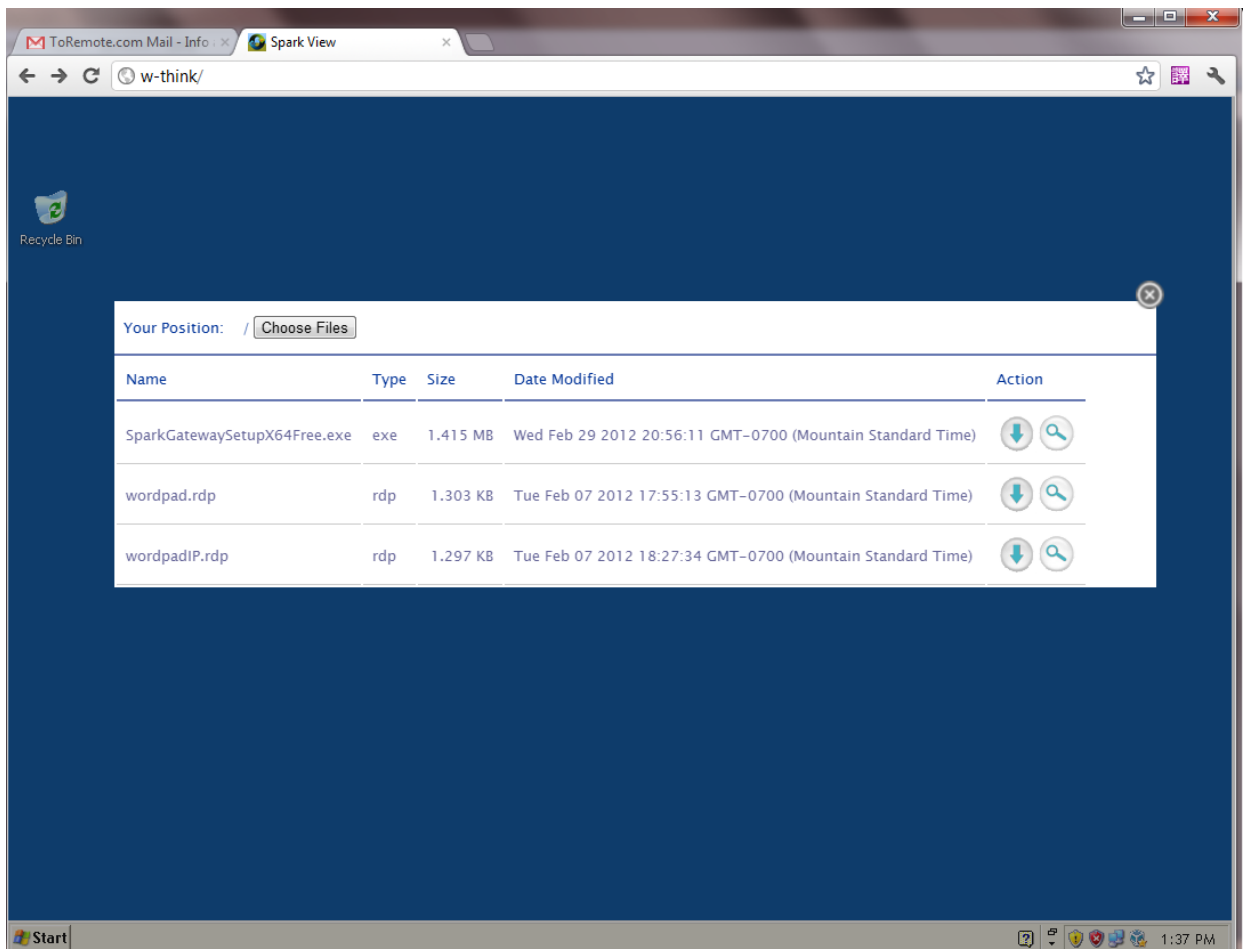 ToRemote.com Mail - Info
Spark View
w-think/
Recycle Bin
Your Position: / Choose Files
Name Type Size Date Modified Action
SparkGatewaySetupX64Free.exe exe 1.415 MB Wed Feb 29 2012 20:56:11 GMT-0700 (Mountain Standard Time)
wordpad.rdp rdp 1.303 KB Tue Feb 07 2012 17:55:13 GMT-0700 (Mountain Standard Time)
wordpadIP.rdp rdp 1.297 KB Tue Feb 07 2012 18:27:34 GMT-0700 (Mountain Standard Time)
Start
1:37 PM